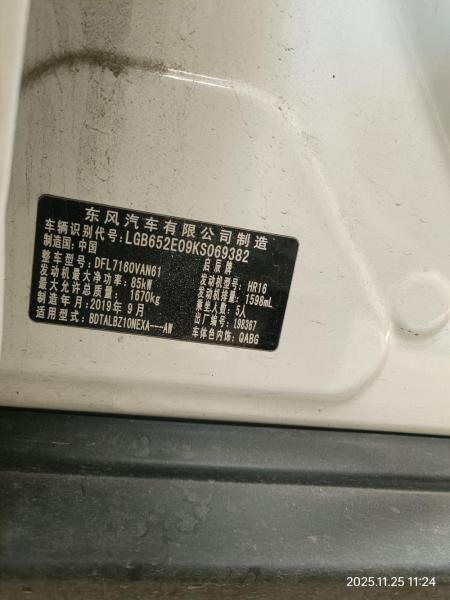 东风汽车有限公司制造
车辆识别代号:LGB652E09KS069382
制造国:中国 启辰牌
整车型号:DFL7160VAN61 发动机型号:HR16
发动机最大净功率:85kW 发动机排量:1598mL
最大允许总质量:1670kg 乘坐人数:5人
制造年月:2019年9月 出厂编号:L98367
适用型式:BDTALBZ10NEXA---AW 车体色内饰:QABG
2025.11.25 11:24